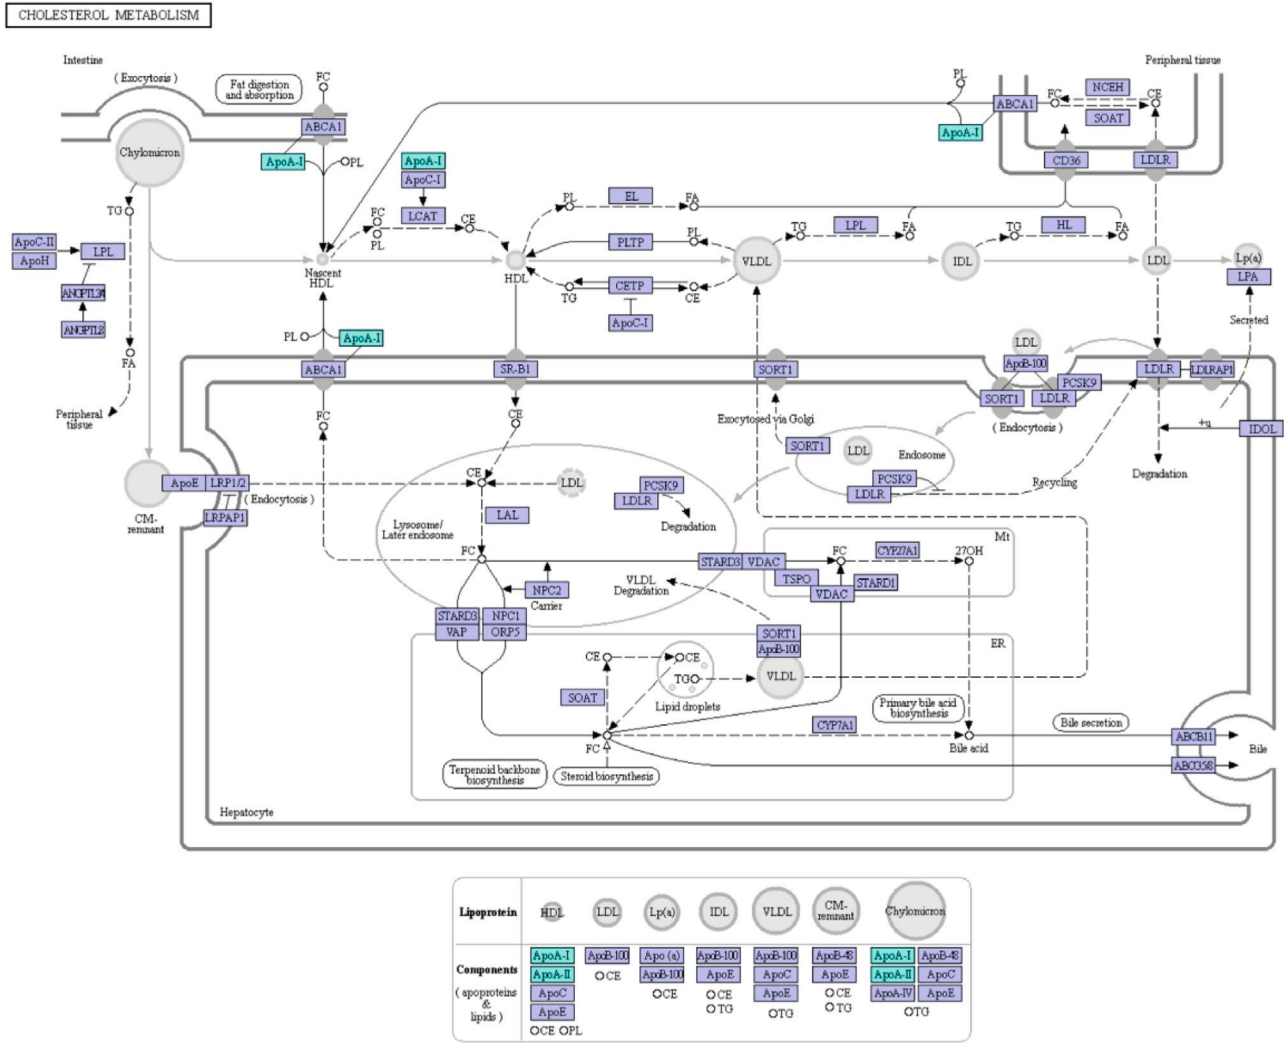 CHOLESTEROL METABOLISM
Intestine
( Exocytosis )
Fat digestion
and absorption
FC
ABCA1
Chylomicron
ApoA-I
PL
TG
ApoC-II
ApoH
LPL
ANGPTL8
FA
Peripheral
tissue
ApoA-I
ApoC-I
LCAT
FC
PL
CE
Nascent
HDL
HDL
PL
EL
FA
PLTP
PL
TG
CETP
CE
ApoC-I
VLDL
TG
LPL
FA
IDL
TG
HL
FA
LDL
Lp(a)
LPA
Secreted
Peripheral tissue
PL
ABCA1
ApoA-I
FC
NCEH
CE
SOAT
CD36
LDLR
PL
ApoA-I
ABCA1
SR-B1
SORT1
LDL
ApoB-100
SORT1
PCSK9
LDLR
( Endocytosis )
LDLR
LDLRAP1
+u
IDOL
Degradation
FC
CE
Exocytosed via Golgi
SORT1
LDL
Endosome
PCSK9
LDLR
Recycling
CM-
remnant
ApoE
LRP1/2
( Endocytosis )
LRPAP1
CE
LDL
PCSK9
LDLR
Degradation
LAL
Lysosome/
Later endosome
FC
NPC2
Carrier
STARD3
VDAC
Mt
FC
CYP27A1
27OH
TSPO
STARD1
VDAC
VLDL
Degradation
STARD3
NPC1
VAP
ORP5
SORT1
ApoB-100
VLDL
ER
CE
CE
TG
Lipid droplets
SOAT
FC
CYP7A1
Primary bile acid
biosynthesis
Bile acid
Bile secretion
ABCB11
ABCG5/8
Bile
Terpenoid backbone
biosynthesis
Steroid biosynthesis
Hepatocyte
Lipoprotein
HDL
LDL
Lp(a)
IDL
VLDL
CM-
remnant
Chylomicron
Components
( apoproteins
&
lipids )
ApoA-I
ApoA-II
ApoC
ApoE
CE PL
ApoB-100
CE
Apo (a)
ApoB-100
CE
ApoB-100
ApoE
CE
TG
ApoB-100
ApoC
ApoE
TG
ApoB-48
ApoE
CE
TG
ApoA-I ApoB-48
ApoA-II ApoC
ApoA-IV ApoE
TG